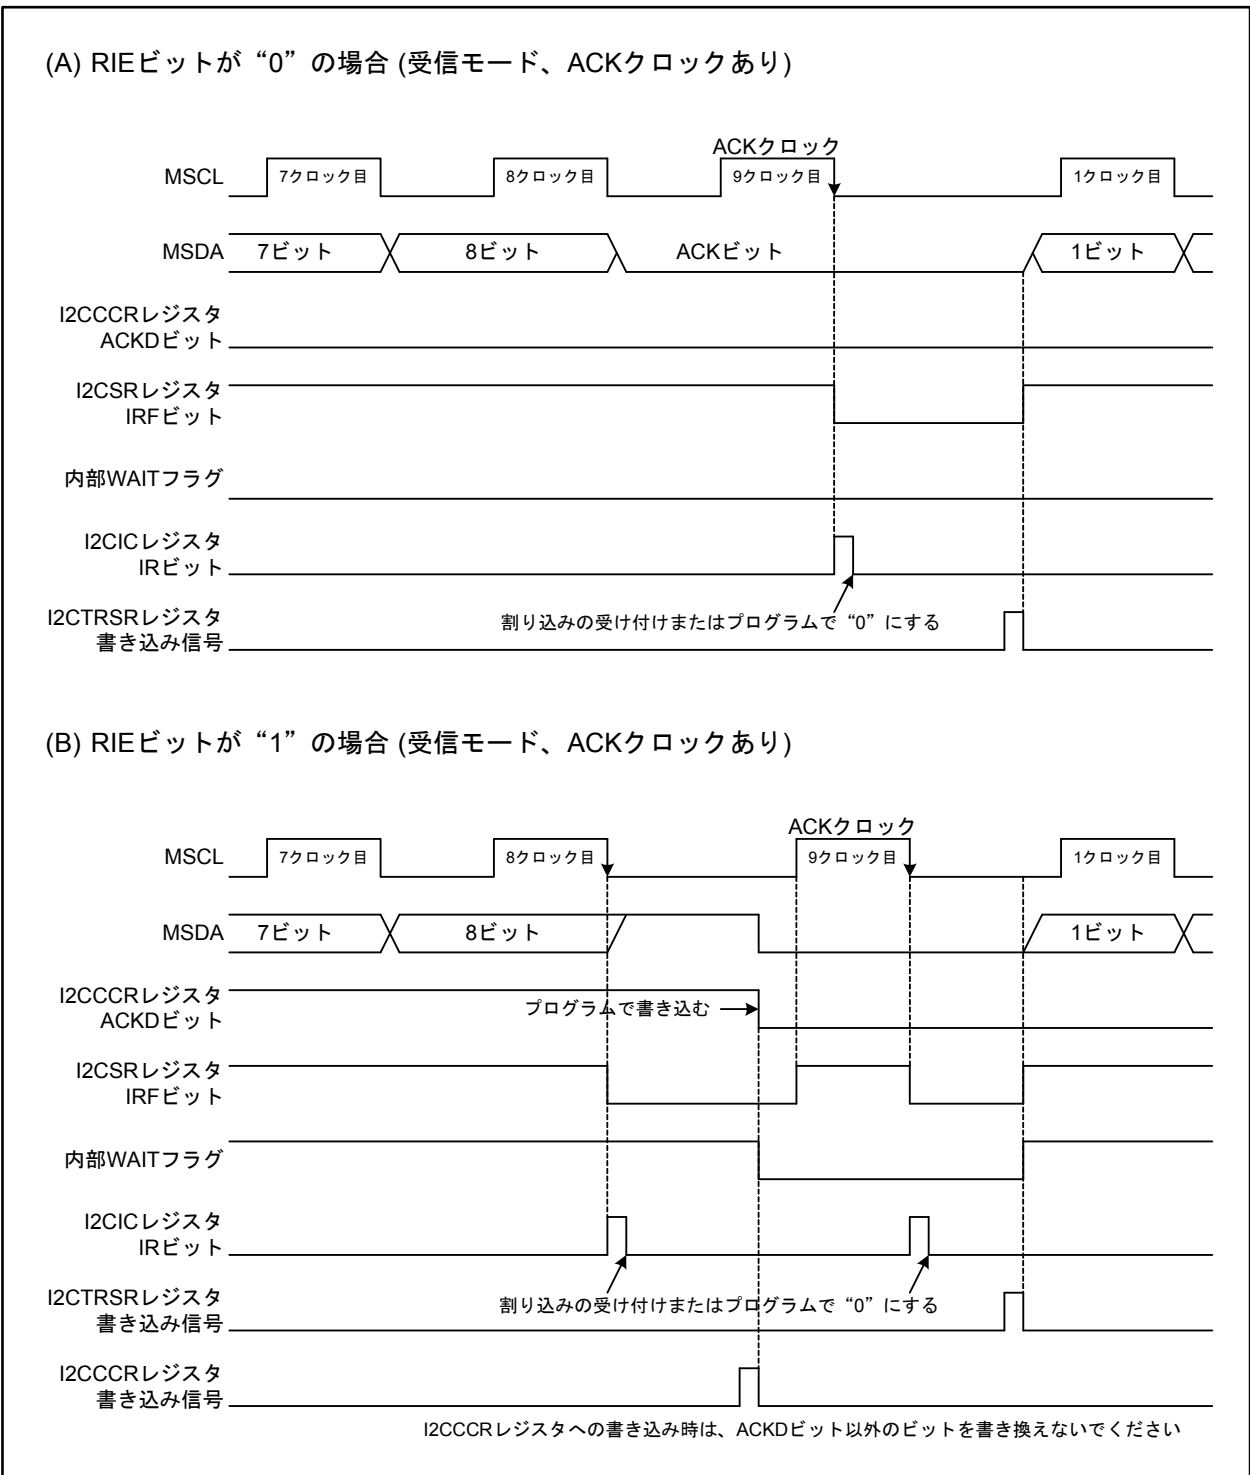 (A) RIEビットが“0”の場合 (受信モード、ACKクロックあり)
ACKクロック
MSCL
7クロック目
8クロック目
9クロック目
1クロック目
MSDA
7ビット
8ビット
ACKビット
1ビット
I2CCCRレジスタ
ACKDビット
I2CSRレジスタ
IRFビット
内部WAITフラグ
I2CICレジスタ
IRビット
I2CTRSRレジスタ
書き込み信号
割り込みの受け付けまたはプログラムで“0”にする
(B) RIEビットが“1”の場合 (受信モード、ACKクロックあり)
ACKクロック
MSCL
7クロック目
8クロック目
9クロック目
1クロック目
MSDA
7ビット
8ビット
1ビット
I2CCCRレジスタ
ACKDビット
プログラムで書き込む
I2CSRレジスタ
IRFビット
内部WAITフラグ
I2CICレジスタ
IRビット
I2CTRSRレジスタ
書き込み信号
割り込みの受け付けまたはプログラムで“0”にする
I2CCCRレジスタ
書き込み信号
I2CCCRレジスタへの書き込み時は、ACKDビット以外のビットを書き換えないでください